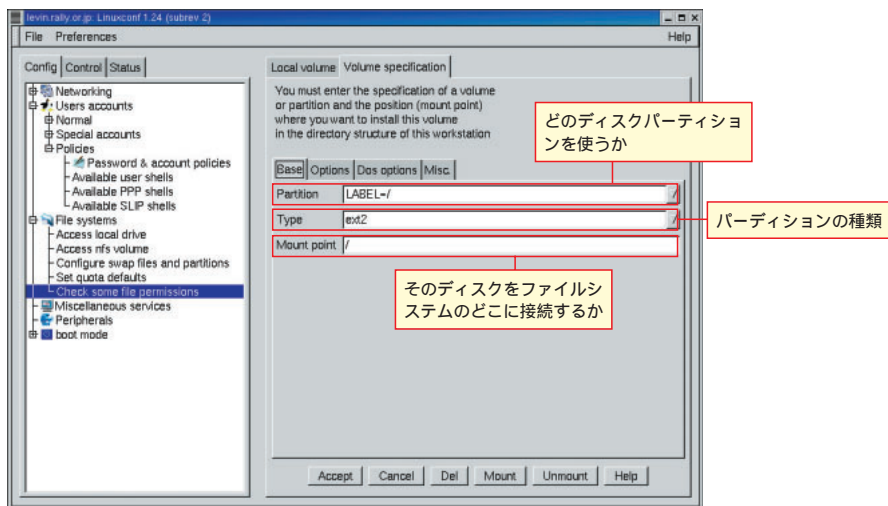 levin.rally.or.jp: Linuxconf 1.24 (subrev 2)
File Preferences Help
Config Control Status
Networking
Users accounts
Normal
Special accounts
Policies
Password & account policies
Available user shells
Available PPP shells
Available SLIP shells
File systems
Access local drive
Access nfs volume
Configure swap files and partitions
Set quota defaults
Check some file permissions
Miscellaneous services
Peripherals
boot mode
Local volume Volume specification
You must enter the specification of a volume
or partition and the position (mount point)
where you want to install this volume
in the directory structure of this workstation
どのディスクパーティショ
ンを使うか
Base Options Dos options Misc.
Partition LABEL=/
Type ext2
パーディションの種類
Mount point /
そのディスクをファイルシ
ステムのどこに接続するか
Accept Cancel Del Mount Unmount Help